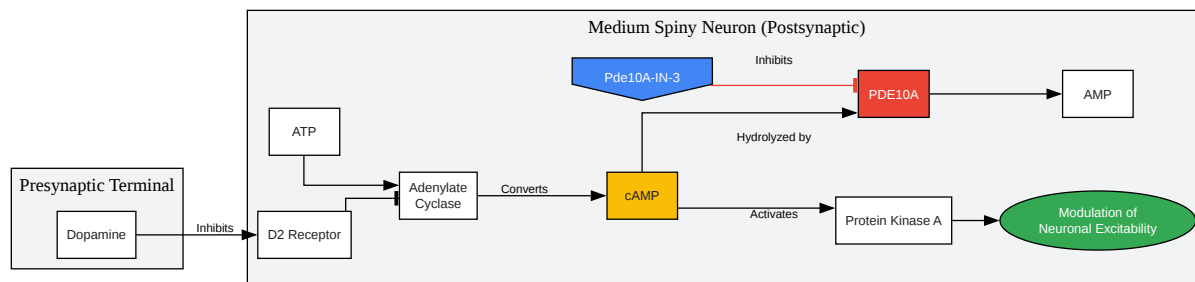 Medium Spiny Neuron (Postsynaptic)
Pde10A-IN-3
Inhibits
PDE10A
AMP
ATP
Hydrolyzed by
Presynaptic Terminal
Adenylate
Cyclase
Converts
cAMP
Dopamine
Inhibits
D2 Receptor
Activates
Protein Kinase A
Modulation of
Neuronal Excitability